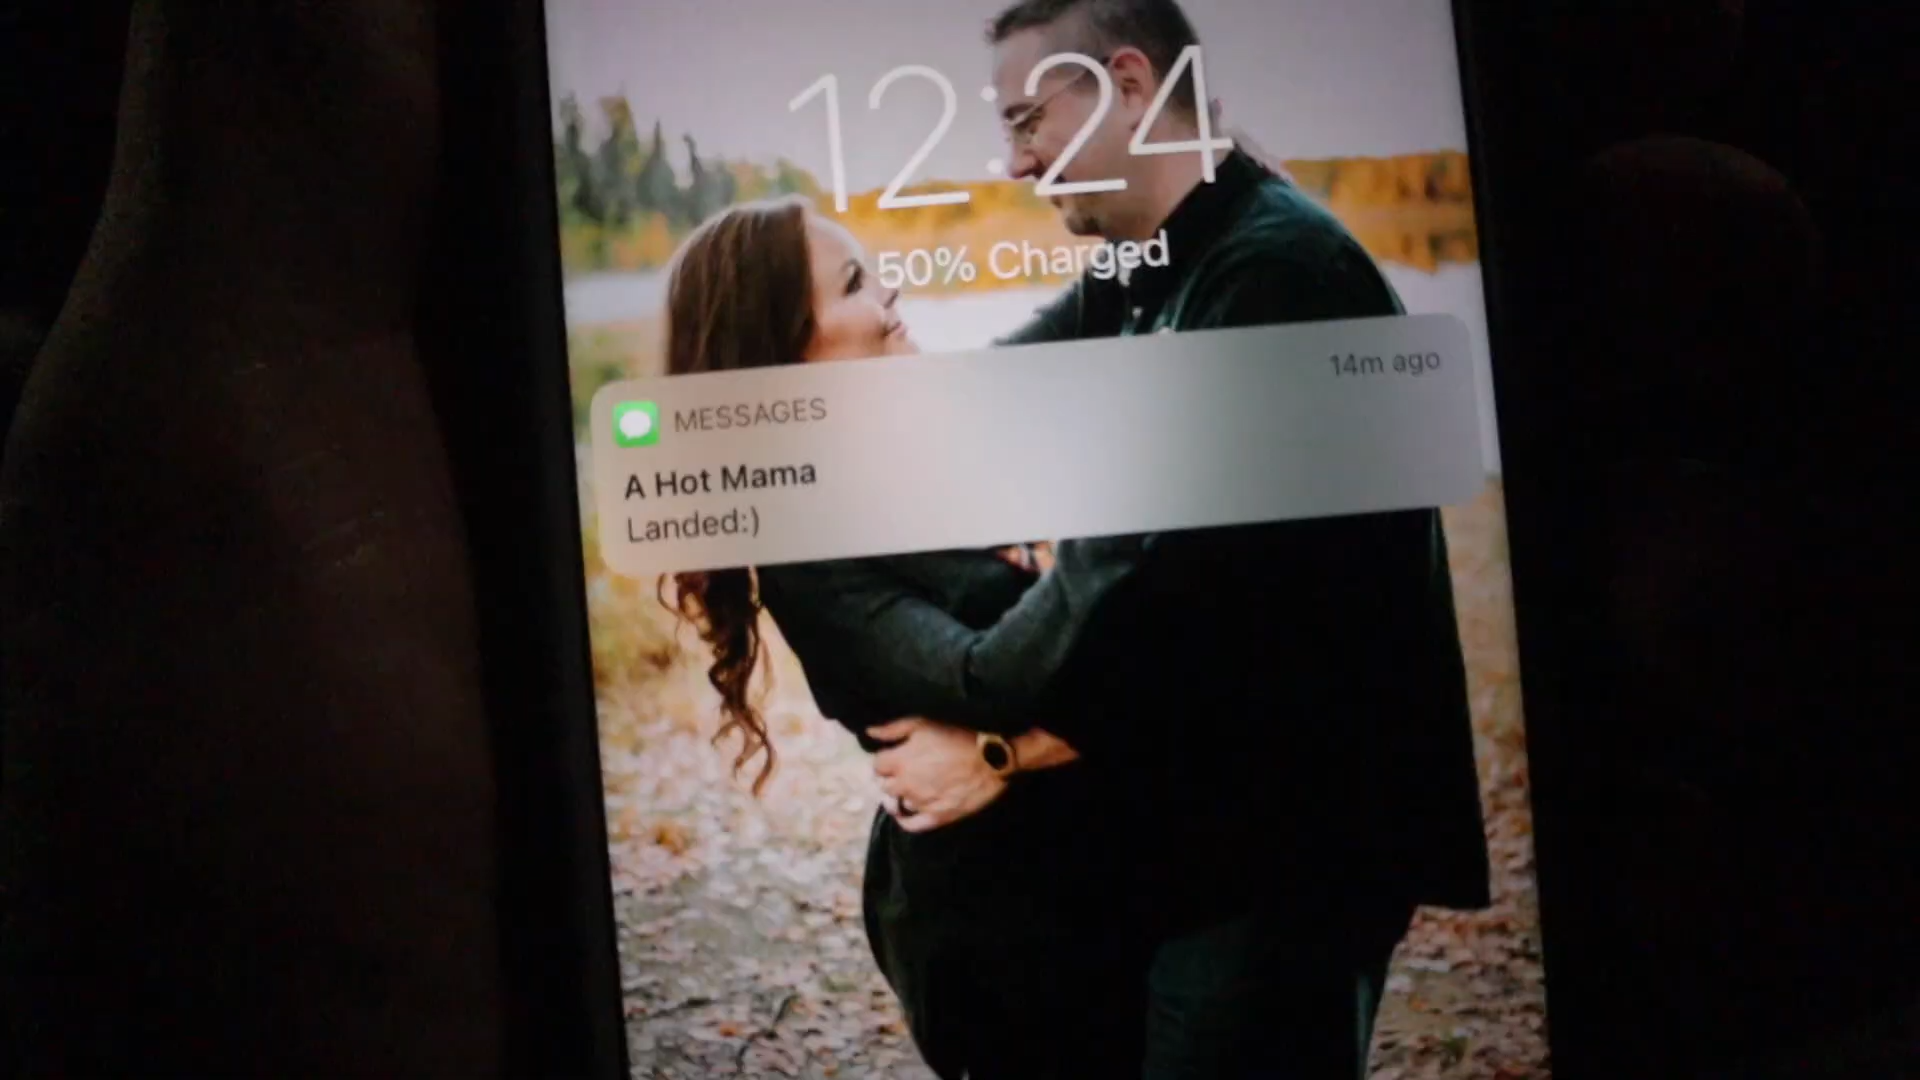 12:24
50% Charged
MESSAGES
14m ago
A Hot Mama
Landed:)